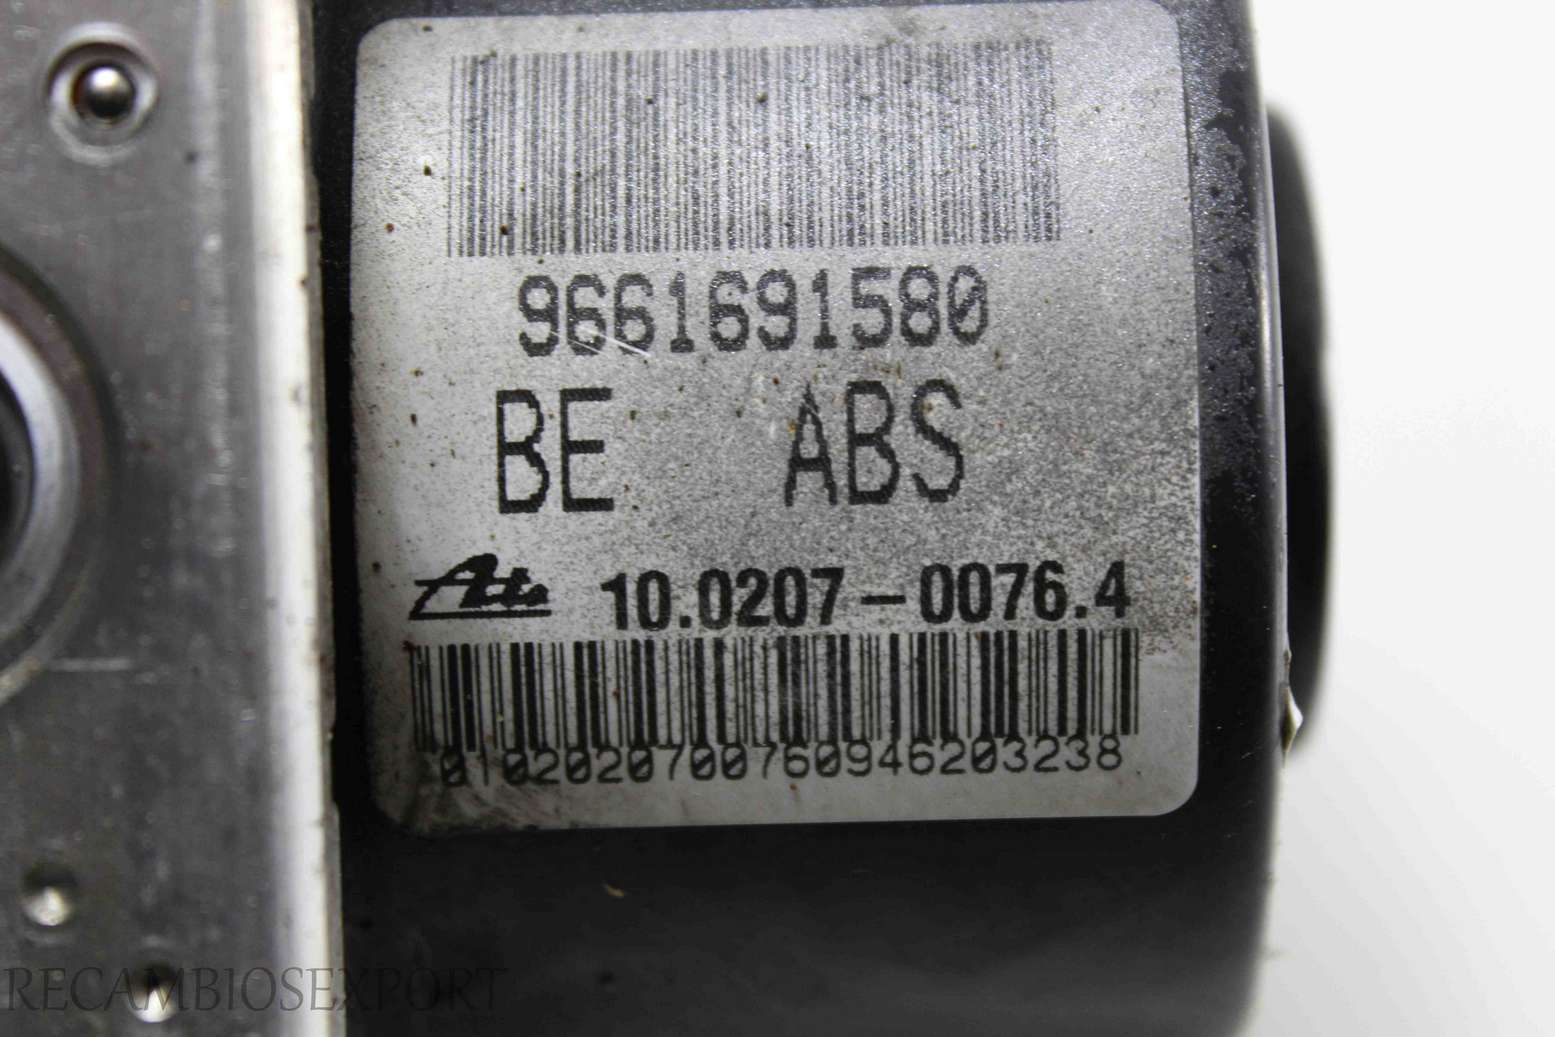 9661691580
BE ABS
Ate 10.0207-0076.4
0102020700760946203238
RECAMBIOSEXPORT